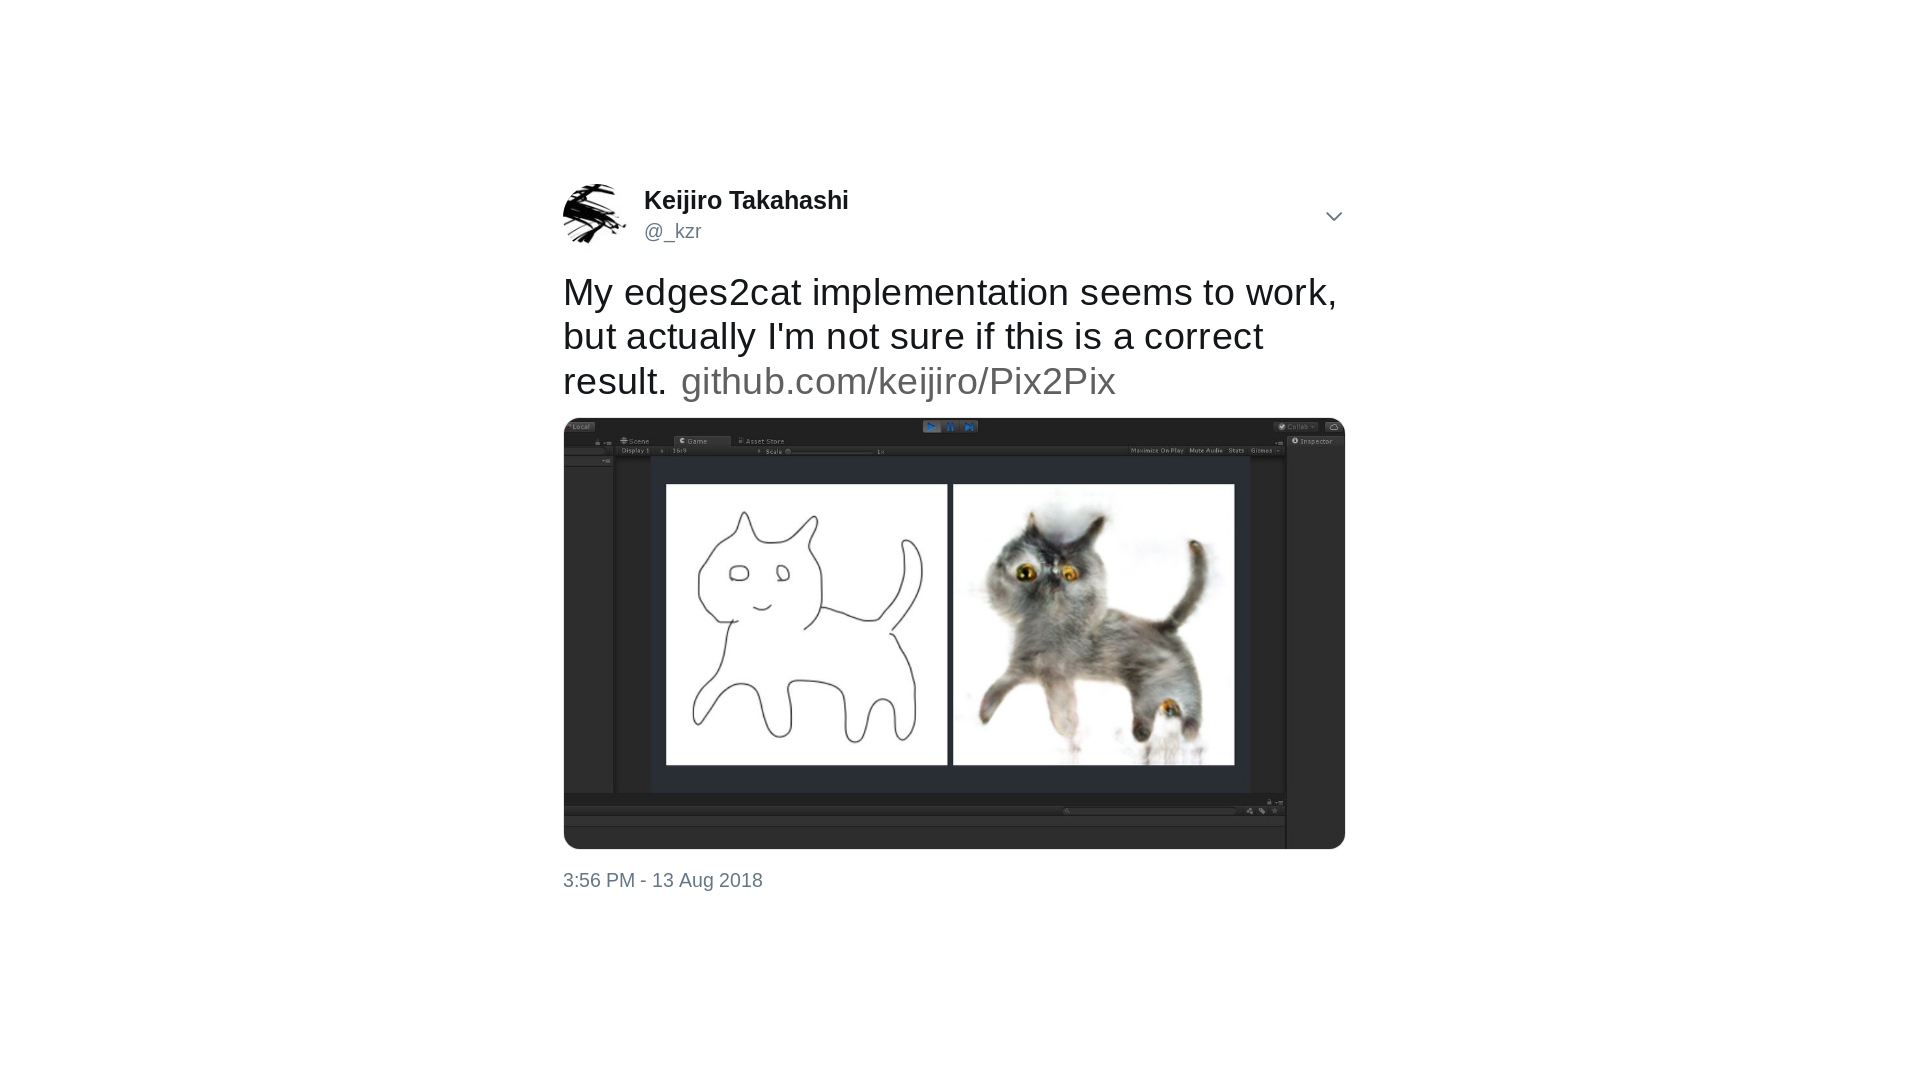 Keijiro Takahashi
@_kzr
My edges2cat implementation seems to work,
but actually I'm not sure if this is a correct
result. github.com/keijiro/Pix2Pix
Local
Collab
Scene
Game
Asset Store
Inspector
Display 1
16:9
Scale
1x
Maximize On Play
Mute Audio
Stats
Gizmos
3:56 PM - 13 Aug 2018